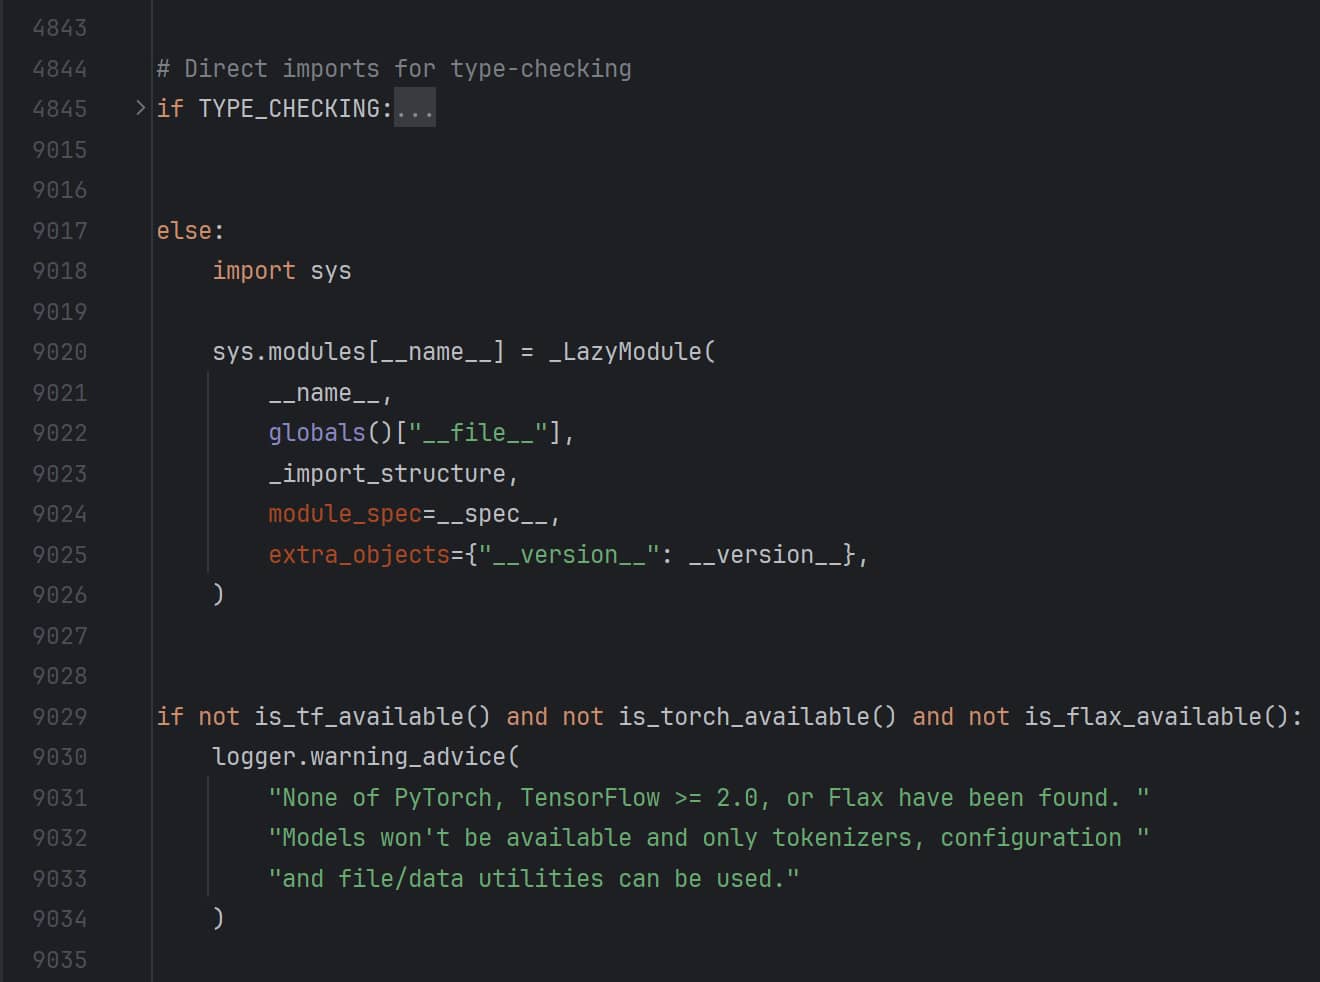 4843
4844 # Direct imports for type-checking
4845 if TYPE_CHECKING:...
9015
9016
9017 else:
9018     import sys
9019
9020     sys.modules[__name__] = _LazyModule(
9021         __name__,
9022         globals()["__file__"],
9023         _import_structure,
9024         module_spec=__spec__,
9025         extra_objects={"__version__": __version__},
9026     )
9027
9028
9029 if not is_tf_available() and not is_torch_available() and not is_flax_available():
9030     logger.warning_advice(
9031         "None of PyTorch, TensorFlow >= 2.0, or Flax have been found. "
9032         "Models won't be available and only tokenizers, configuration "
9033         "and file/data utilities can be used."
9034     )
9035